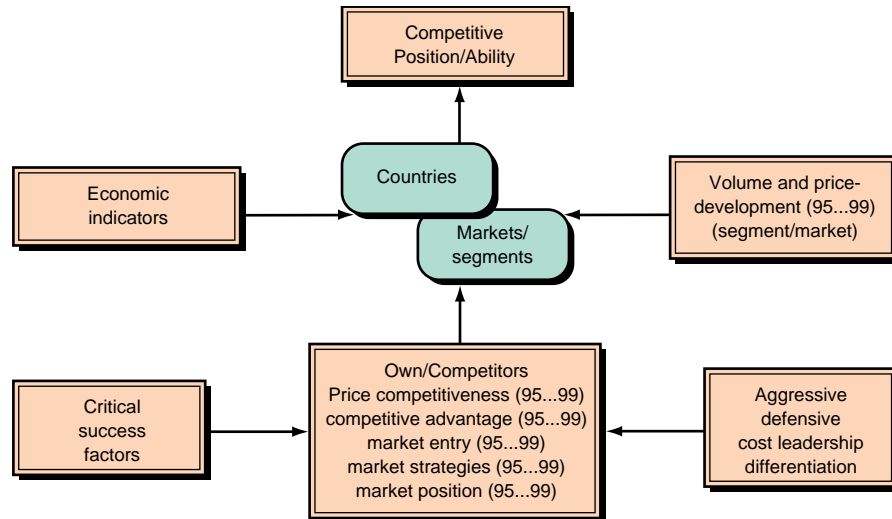 Competitive
Position/Ability
Countries
Economic
indicators
Volume and price-
development (95...99)
(segment/market)
Markets/
segments
Own/Competitors
Price competitiveness (95...99)
competitive advantage (95...99)
market entry (95...99)
market strategies (95...99)
market position (95...99)
Critical
success
factors
Aggressive
defensive
cost leadership
differentiation